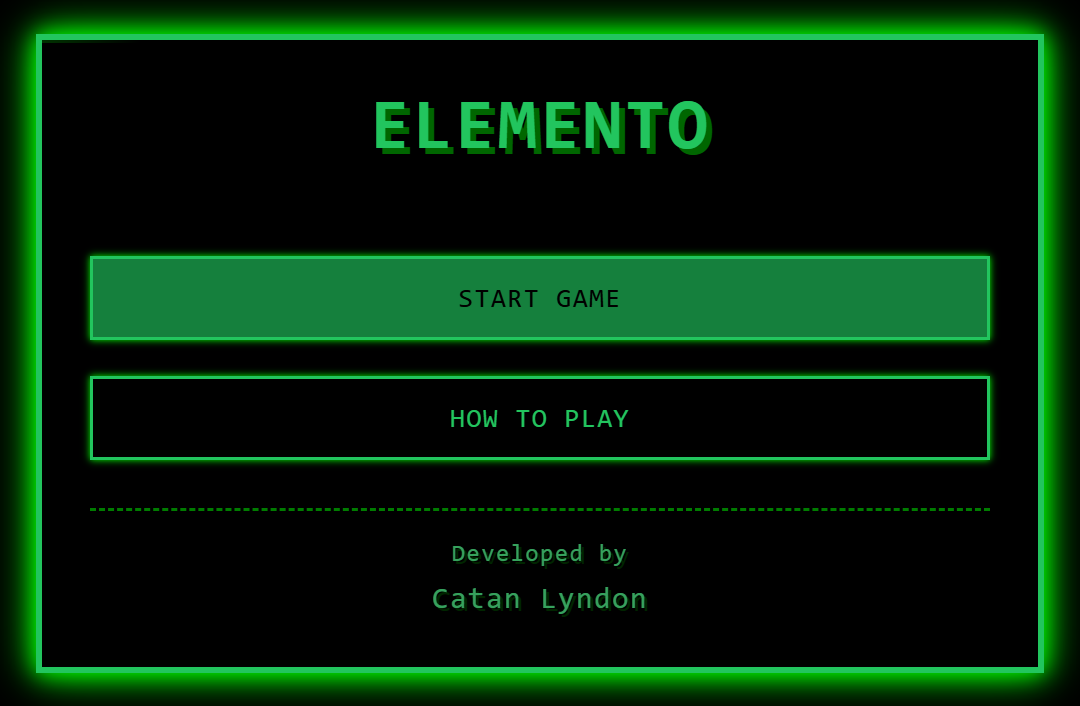 ELEMENTO
START GAME
HOW TO PLAY
Developed by
Catan Lyndon